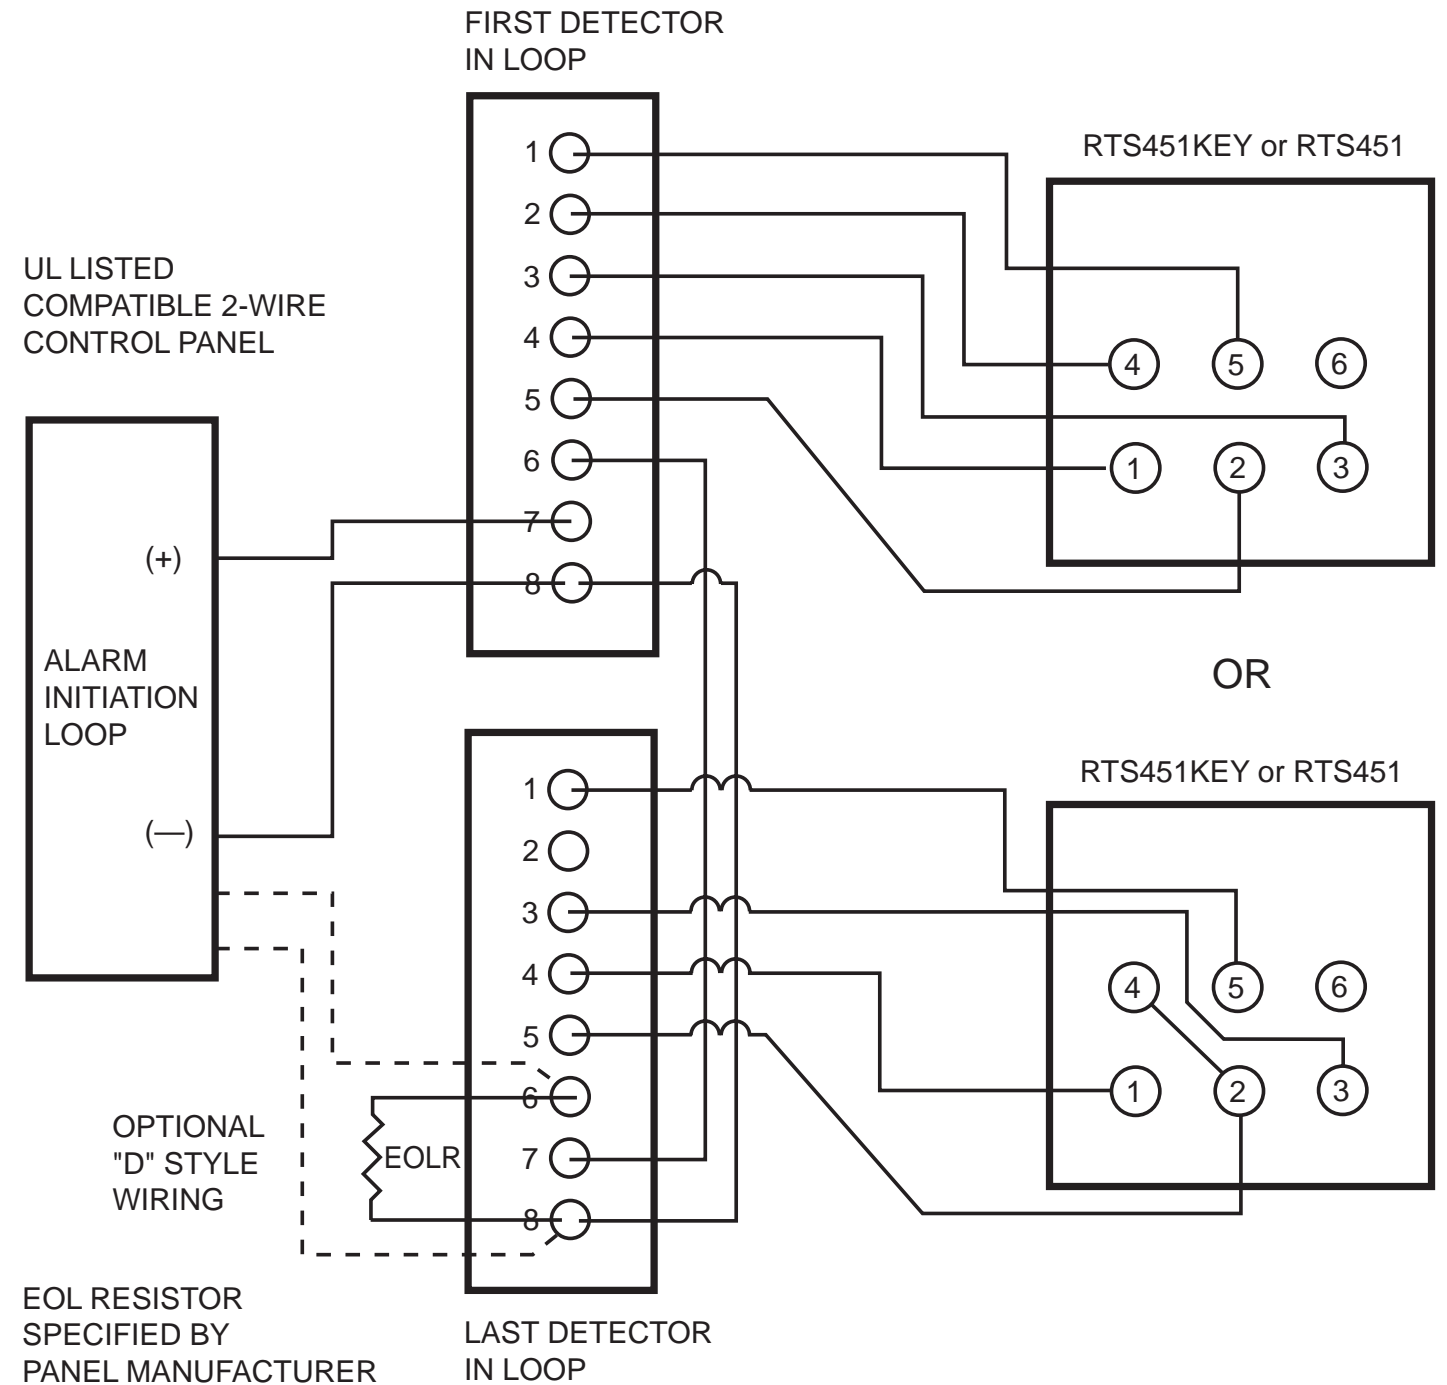 FIRST DETECTOR
IN LOOP
1
2
3
4
5
6
7
8
RTS451KEY or RTS451
4 5 6
1 2 3
UL LISTED
COMPATIBLE 2-WIRE
CONTROL PANEL
(+)
ALARM
INITIATION
LOOP
(—)
OR
1
2
3
4
5
6
7
8
RTS451KEY or RTS451
4 5 6
1 2 3
OPTIONAL
"D" STYLE
WIRING
EOLR
EOL RESISTOR
SPECIFIED BY
PANEL MANUFACTURER
LAST DETECTOR
IN LOOP